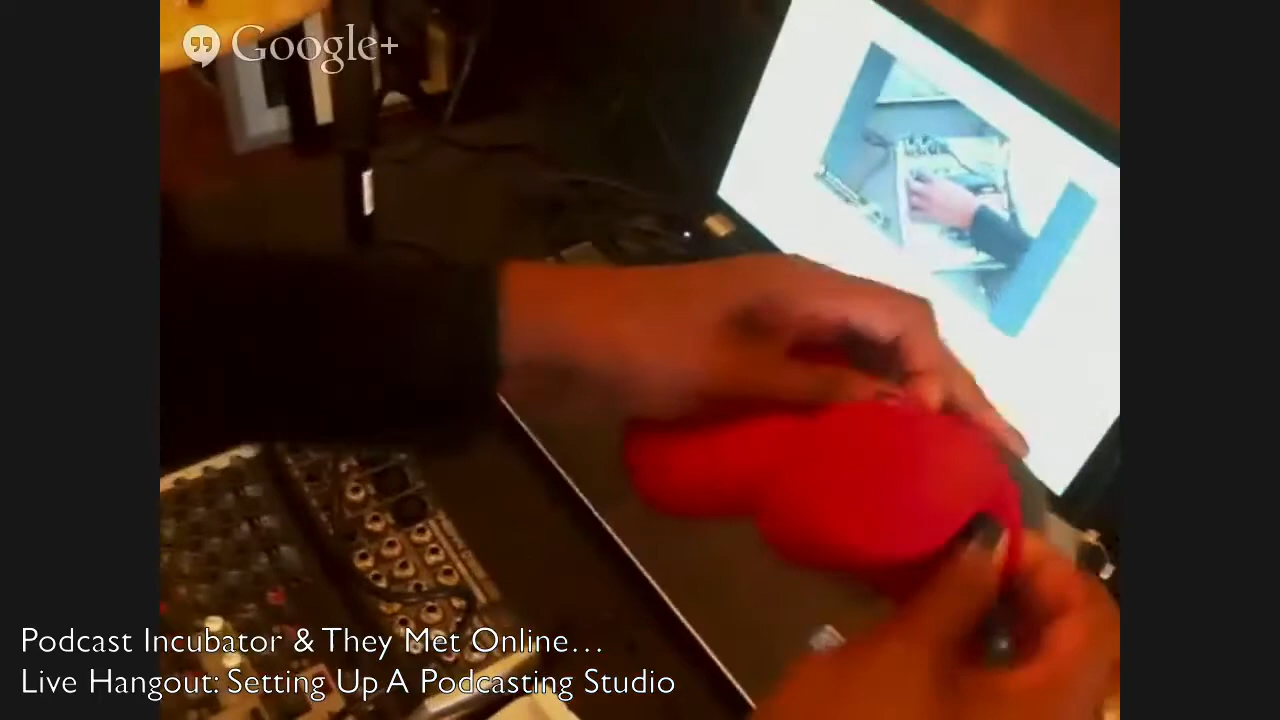 Google+
Podcast Incubator & They Met Online...
Live Hangout: Setting Up A Podcasting Studio